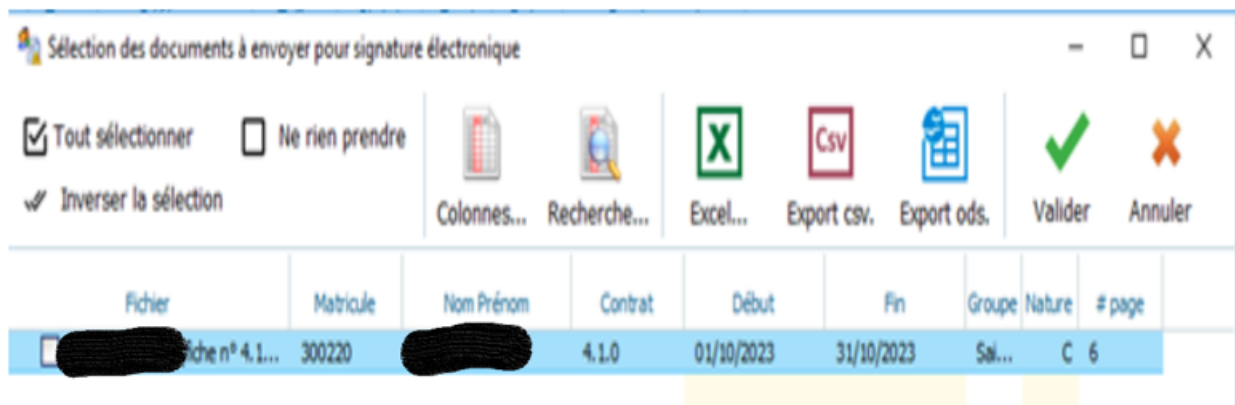 Sélection des documents à envoyer pour signature électronique
Tout sélectionner Ne rien prendre
Inverser la sélection
Colonnes... Recherche... Excel... Export csv. Export ods. Valider Annuler
Csv
Fichier Matricule Nom Prénom Contrat Début Fin Groupe Nature # page
fiche n° 4.1... 300220 4.1.0 01/10/2023 31/10/2023 Sai... C 6